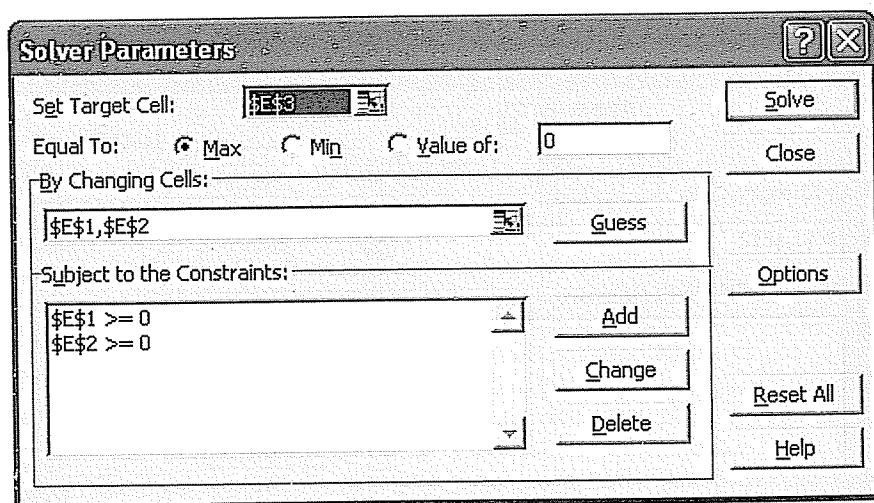 Solver Parameters
Set Target Cell: $E$3 Solve
Equal To: Max Min Value of: 0 Close
By Changing Cells:
$E$1,$E$2 Guess
Subject to the Constraints: Options
$E$1 >= 0 Add
$E$2 >= 0
Change
Reset All
Delete
Help